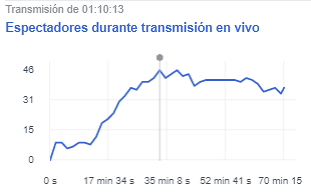 Transmisión de 01:10:13
Espectadores durante transmisión en vivo
46
31
15
0
0 s 17 min 34 s 35 min 8 s 52 min 41 s 70 min 15